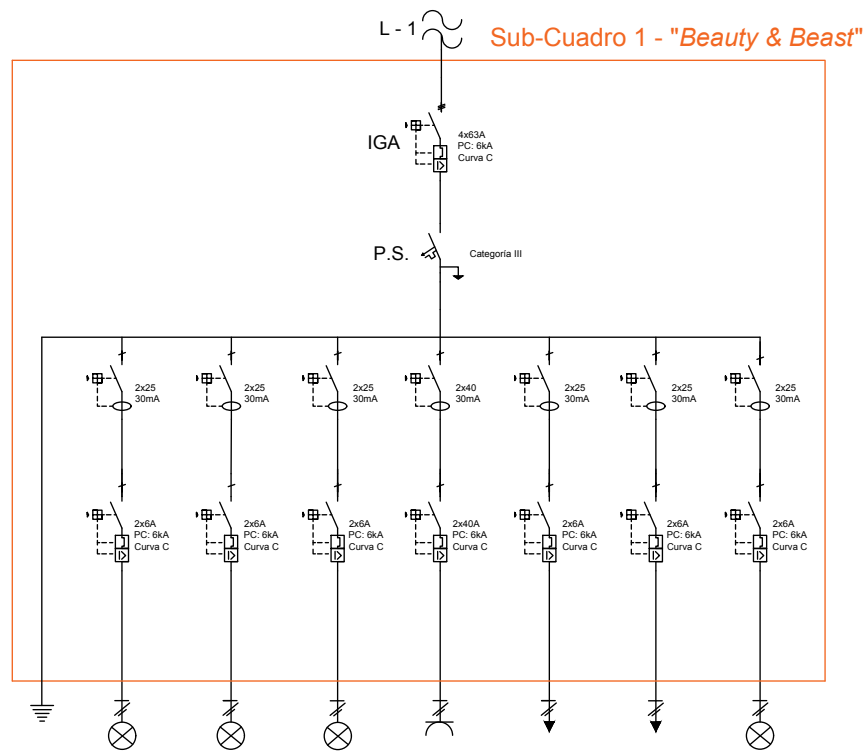 L - 1
Sub-Cuadro 1 - "Beauty & Beast"
IGA
4x63A
PC: 6kA
Curva C
P.S.
Categoría III
2x25
30mA
2x25
30mA
2x25
30mA
2x40
30mA
2x25
30mA
2x25
30mA
2x25
30mA
2x6A
PC: 6kA
Curva C
2x6A
PC: 6kA
Curva C
2x6A
PC: 6kA
Curva C
2x40A
PC: 6kA
Curva C
2x6A
PC: 6kA
Curva C
2x6A
PC: 6kA
Curva C
2x6A
PC: 6kA
Curva C